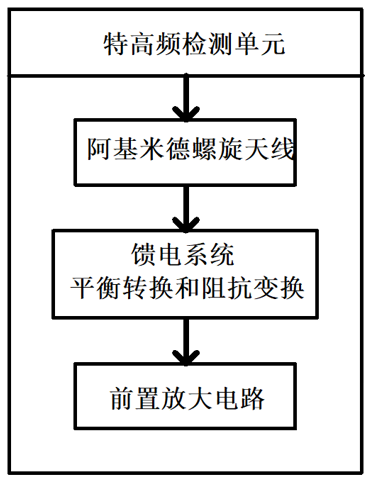 特高频检测单元
阿基米德螺旋天线
馈电系统
平衡转换和阻抗变换
前置放大电路